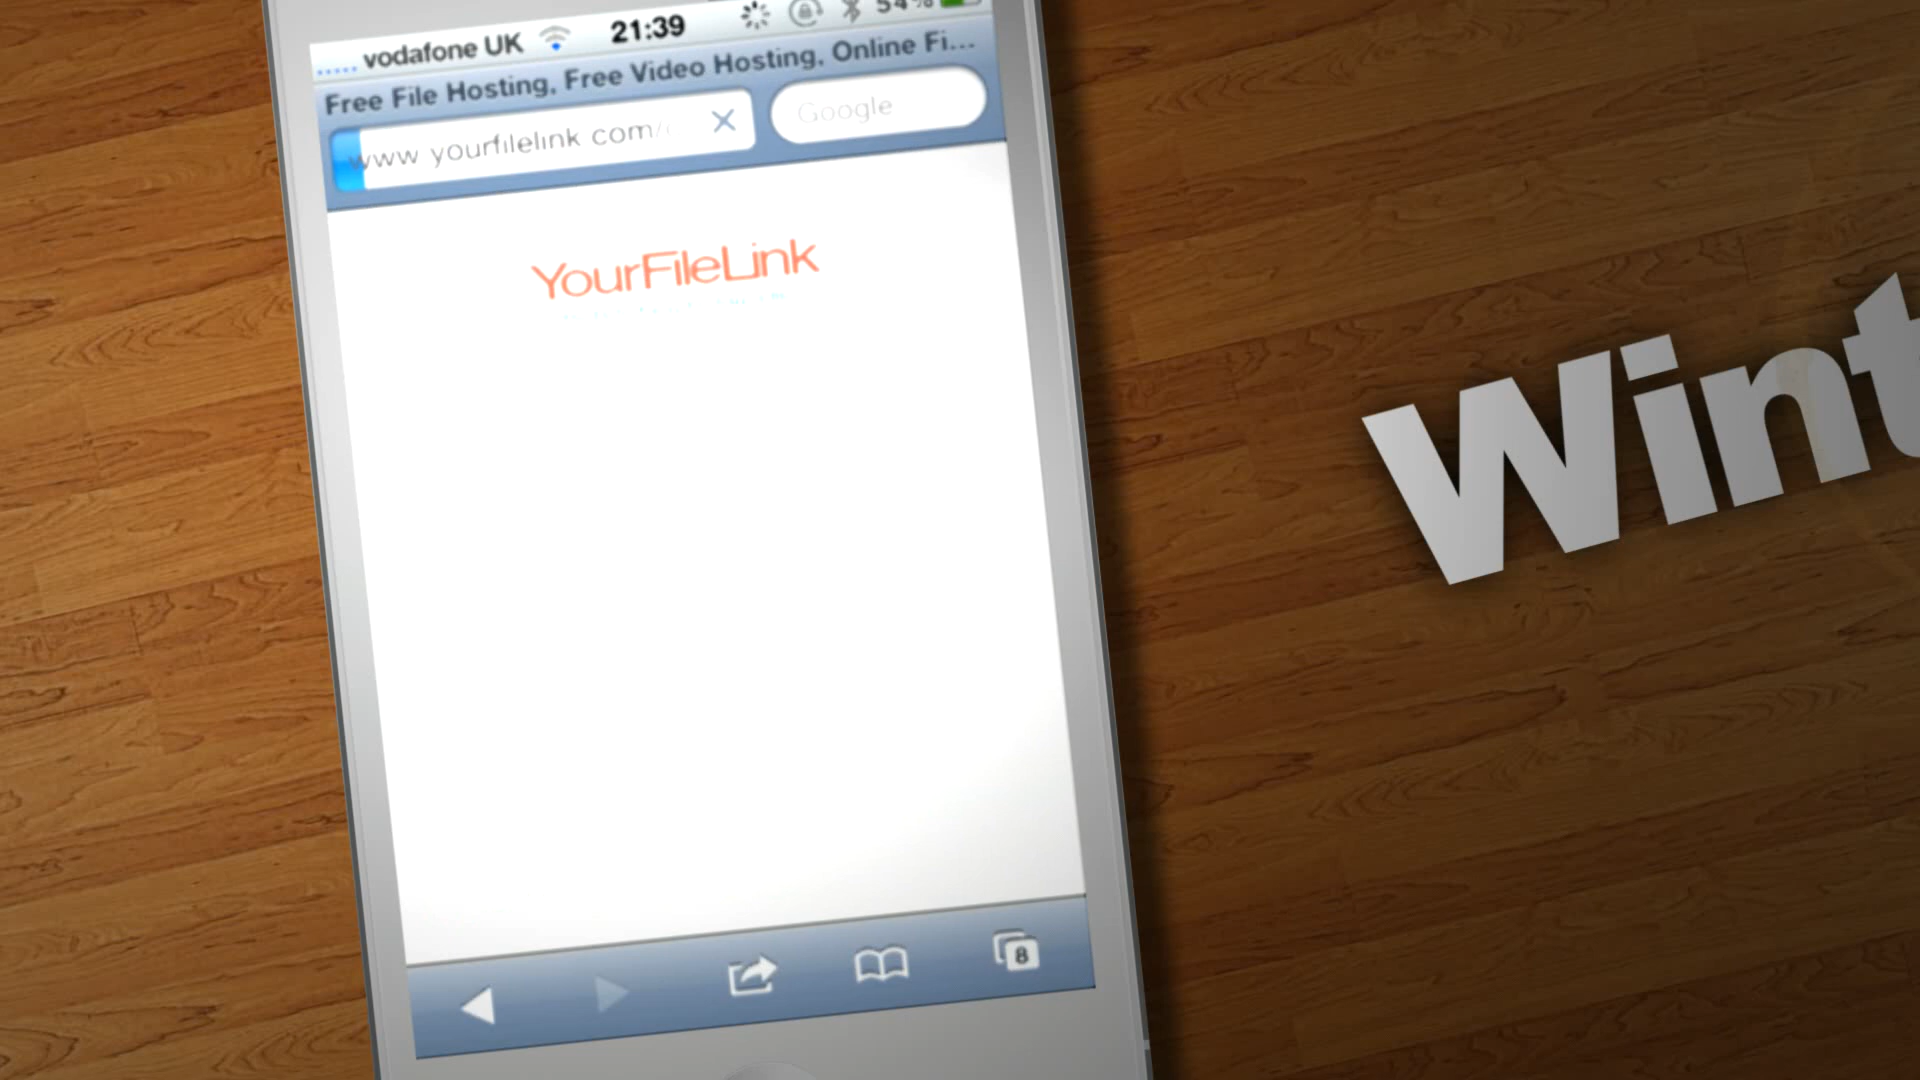 vodafone UK 21:39 54%
Free File Hosting, Free Video Hosting, Online Fi...
www yourfilelink com/
Google
YourFileLink
Wint
8